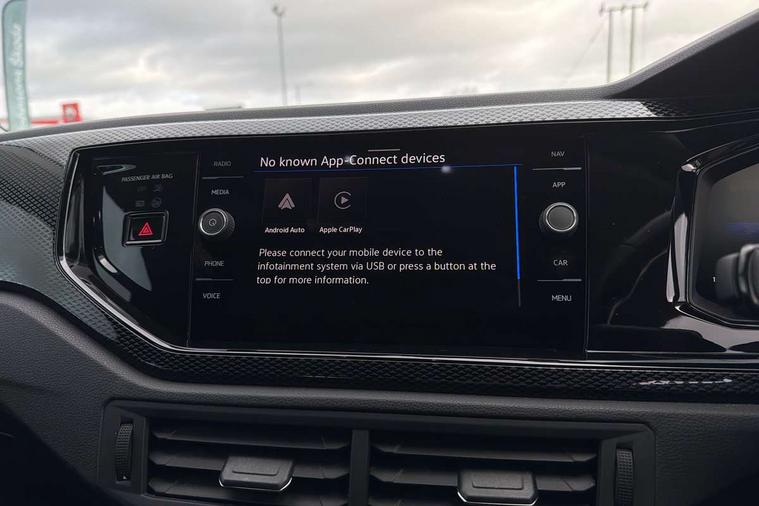 PASSENGER AIR BAG
RADIO
MEDIA
PHONE
VOICE
No known App-Connect devices
Android Auto
Apple CarPlay
Please connect your mobile device to the
infotainment system via USB or press a button at the
top for more information.
NAV
APP
CAR
MENU